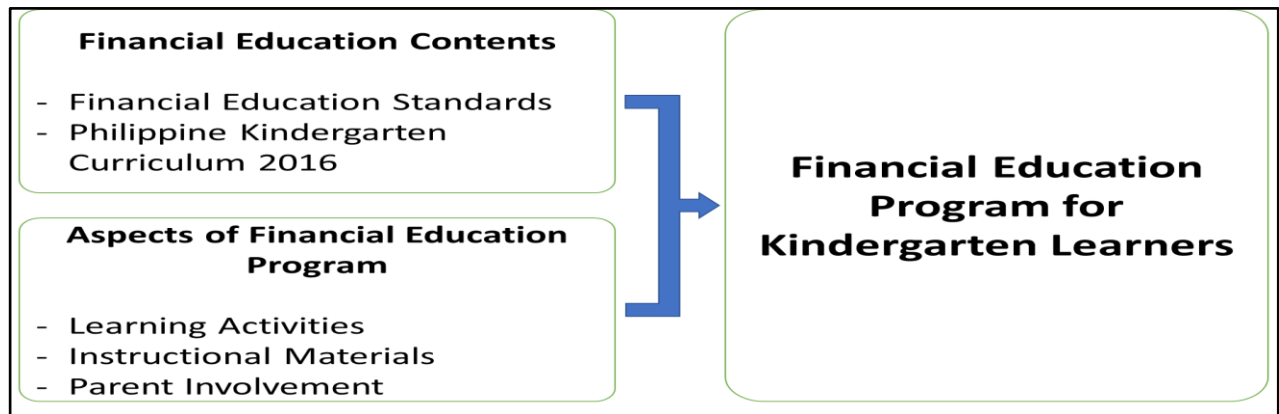 Financial Education Contents
- Financial Education Standards
- Philippine Kindergarten
Curriculum 2016
Aspects of Financial Education
Program
- Learning Activities
- Instructional Materials
- Parent Involvement
Financial Education
Program for
Kindergarten Learners